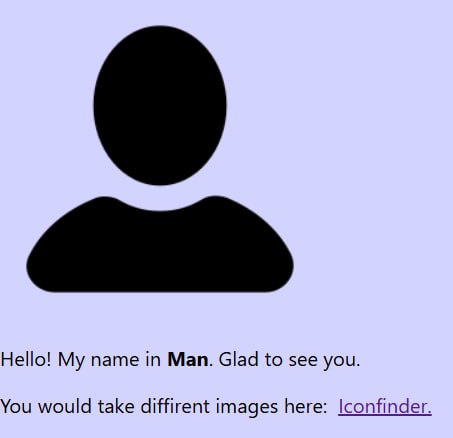 Hello! My name in Man. Glad to see you.
You would take diffirent images here: Iconfinder.